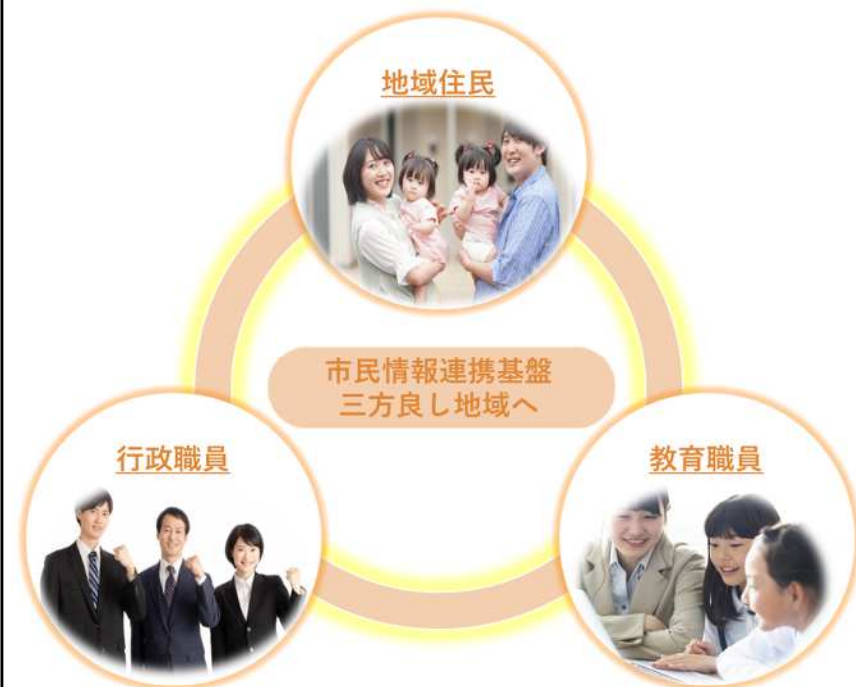 地域住民
市民情報連携基盤
三方良し地域へ
行政職員
教育職員